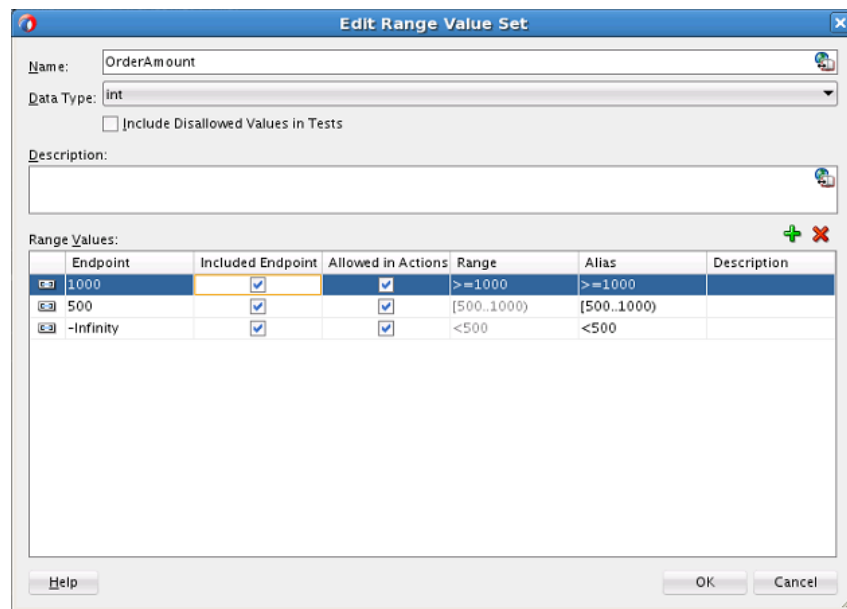 Edit Range Value Set
Name: OrderAmount
Data Type: int
Include Disallowed Values in Tests
Description:
Range Values:
Endpoint Included Endpoint Allowed in Actions Range Alias Description
1000 >=1000 >=1000
500 [500..1000) [500..1000)
-Infinity <500 <500
Help OK Cancel